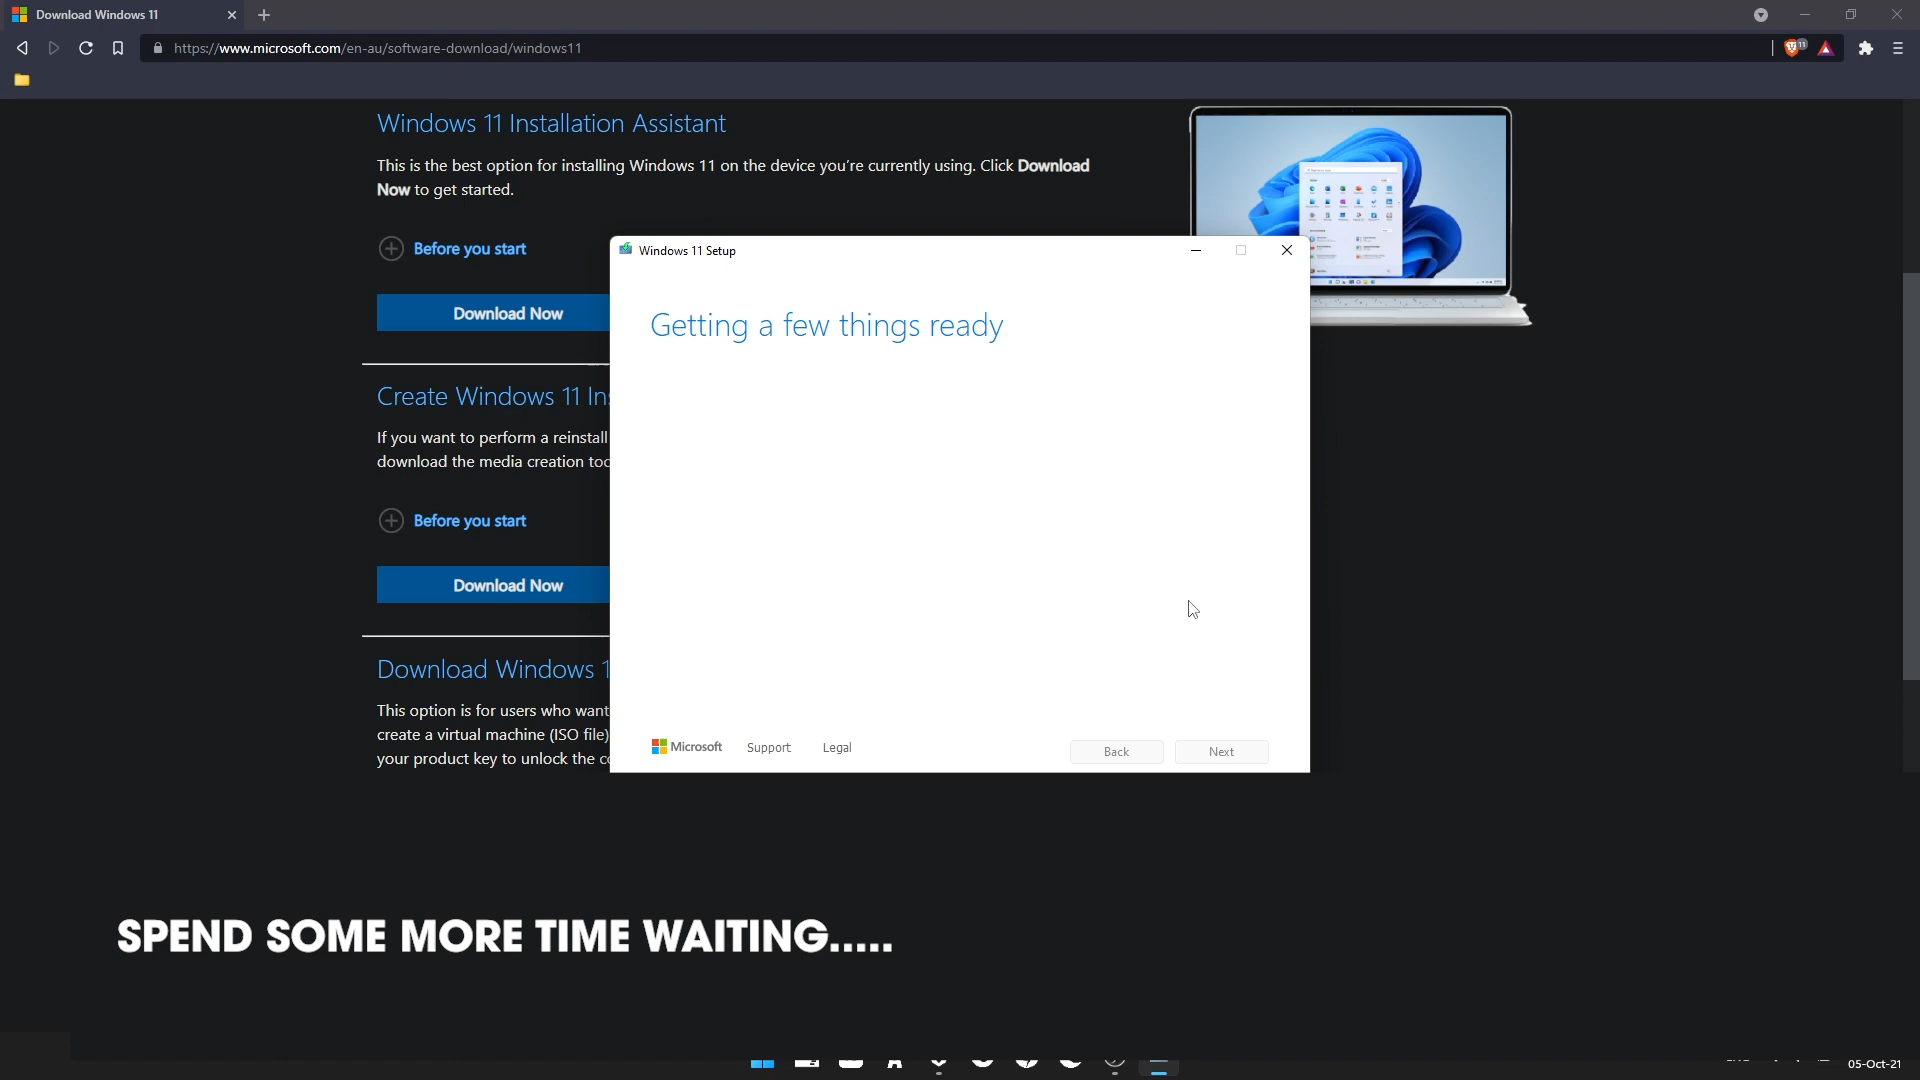 Download Windows 11
https://www.microsoft.com/en-au/software-download/windows11
11
Windows 11 Installation Assistant
This is the best option for installing Windows 11 on the device you're currently using. Click Download
Now to get started.
Before you start
Download Now
Windows 11 Setup
Getting a few things ready
Create Windows 11 Ins
If you want to perform a reinstall
download the media creation too
Before you start
Download Now
Download Windows 1
This option is for users who want
create a virtual machine (ISO file)
your product key to unlock the co
Microsoft Support Legal
Back Next
SPEND SOME MORE TIME WAITING.....
05-Oct-21